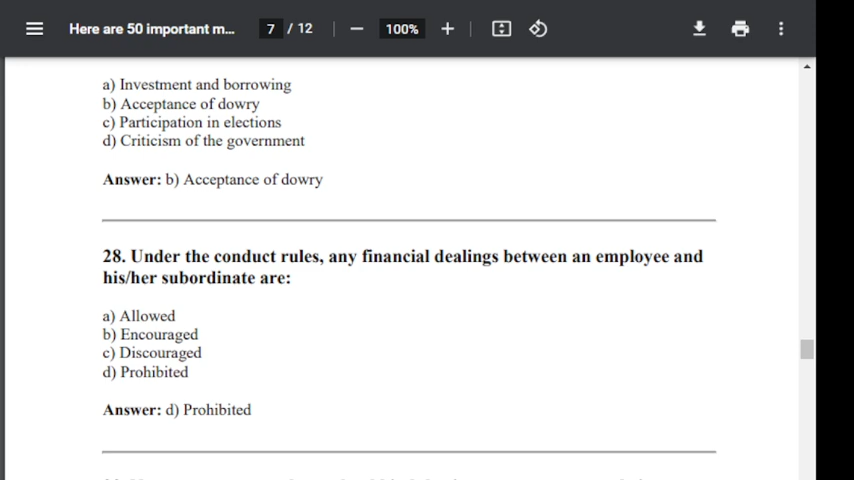 Here are 50 important m... 7 / 12 100%
a) Investment and borrowing
b) Acceptance of dowry
c) Participation in elections
d) Criticism of the government
Answer: b) Acceptance of dowry
28. Under the conduct rules, any financial dealings between an employee and
his/her subordinate are:
a) Allowed
b) Encouraged
c) Discouraged
d) Prohibited
Answer: d) Prohibited